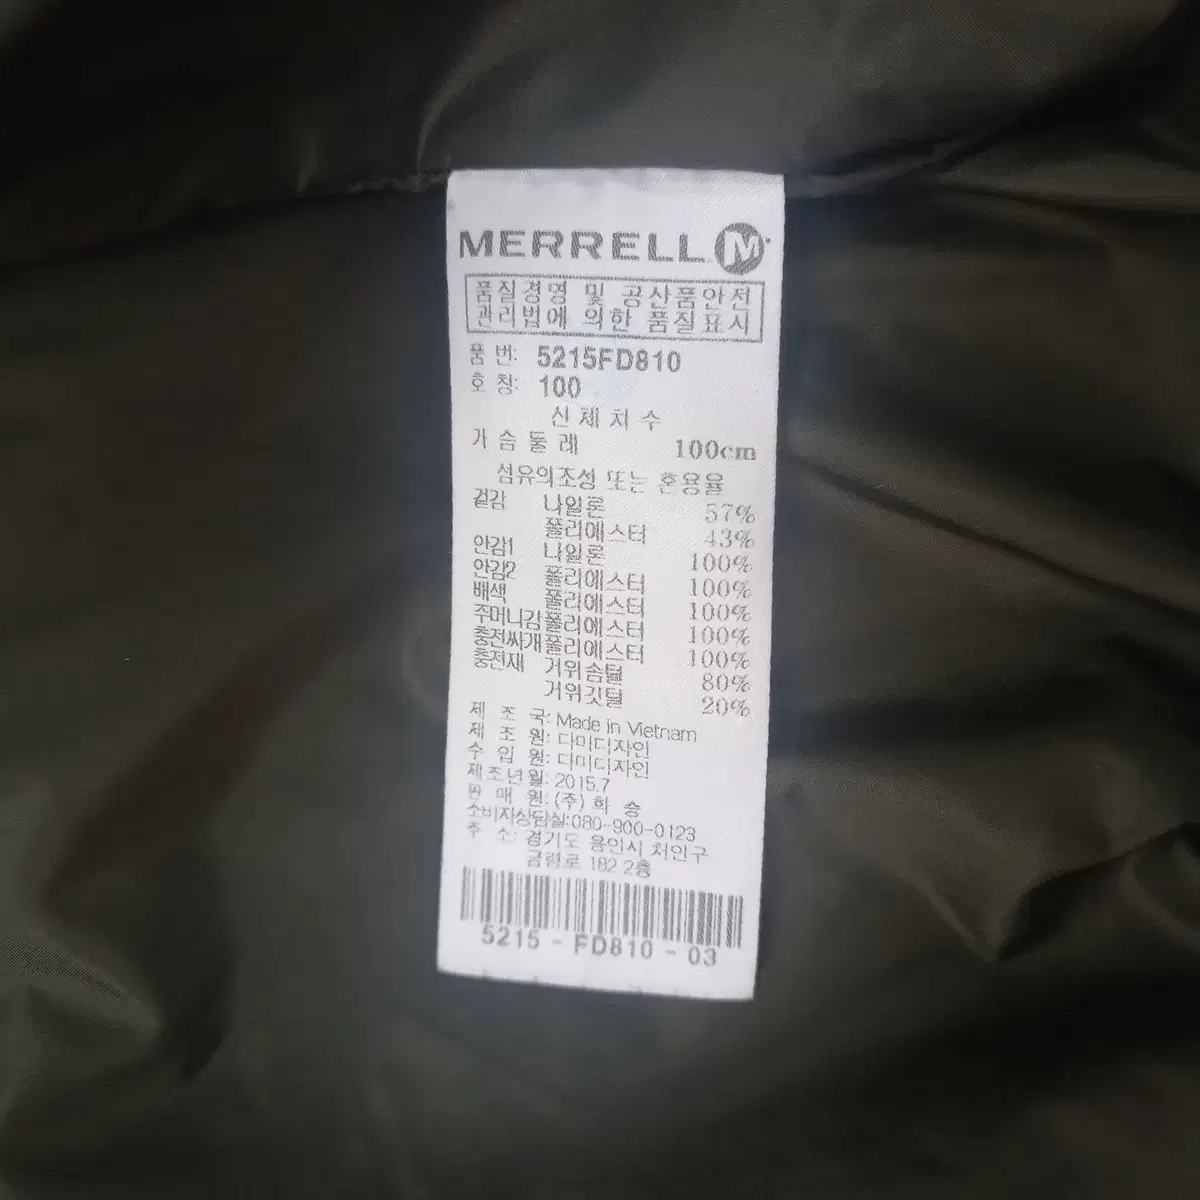 MERRELL M
품질경영 및 공산품안전
관리법에 의한 품질표시
품 번: 5215FD810
호 칭: 100
신 체 치 수
가 슴 둘 레 100cm
섬유의조성 또는 혼용율
겉감 나일론 57%
폴리에스터 43%
안감1 나일론 100%
안감2 폴리에스터 100%
배색 폴리에스터 100%
주머니감 폴리에스터 100%
충전싸개 폴리에스터 100%
충전재 거위솜털 80%
거위깃털 20%
제 조 국: Made in Vietnam
제 조 원: 다미디자인
수 입 원: 다미디자인
제조년월: 2015.7
판 매 원: (주) 화 승
소비자상담실:080-900-0123
주 소: 경기도 용인시 처인구
금령로 182 2층
5215 - FD810 - 03